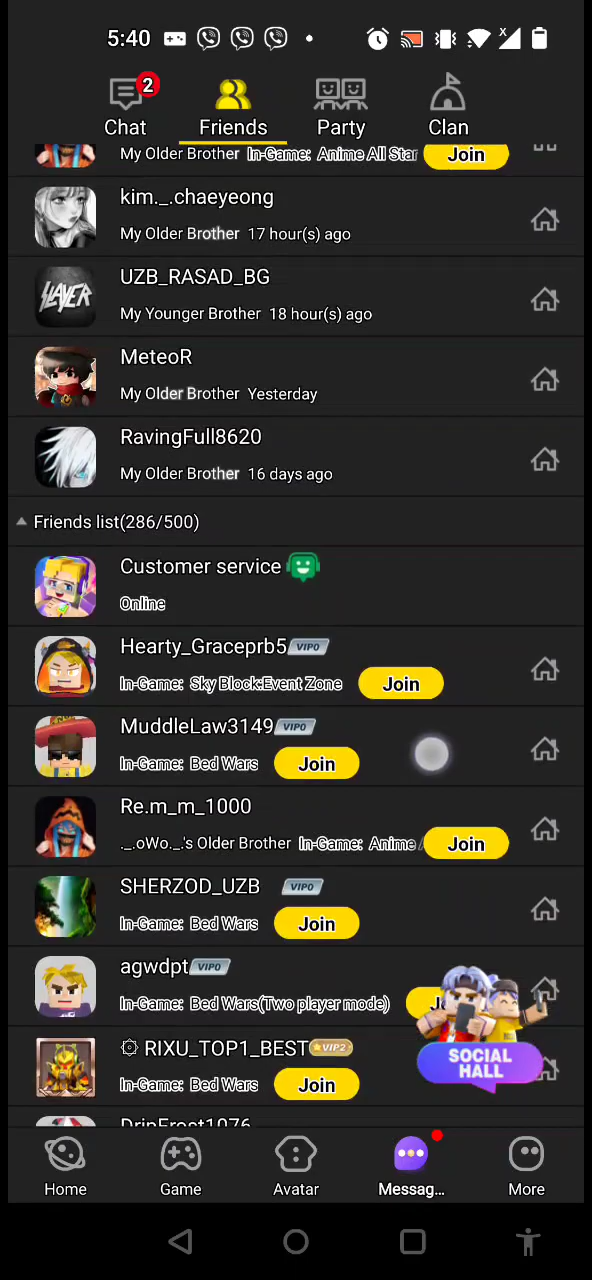 5:40
X
2
Chat
Friends
Party
Clan
My Older Brother In-Game: Anime All Star
Join
kim._.chaeyeong
My Older Brother 17 hour(s) ago
SLAYER
UZB_RASAD_BG
My Younger Brother 18 hour(s) ago
MeteoR
My Older Brother Yesterday
RavingFull8620
My Older Brother 16 days ago
Friends list(286/500)
Customer service
Online
Hearty_Graceprb5 VIP0
In-Game: Sky Block:Event Zone Join
MuddleLaw3149 VIP0
In-Game: Bed Wars Join
Re.m_m_1000
._.oWo._.'s Older Brother In-Game: Anime Join
SHERZOD_UZB VIP0
In-Game: Bed Wars Join
agwdpt VIP0
In-Game: Bed Wars(Two player mode)
SOCIAL
HALL
RIXU_TOP1_BEST VIP2
In-Game: Bed Wars Join
DripFrost1076
Home
Game
Avatar
Messag...
More